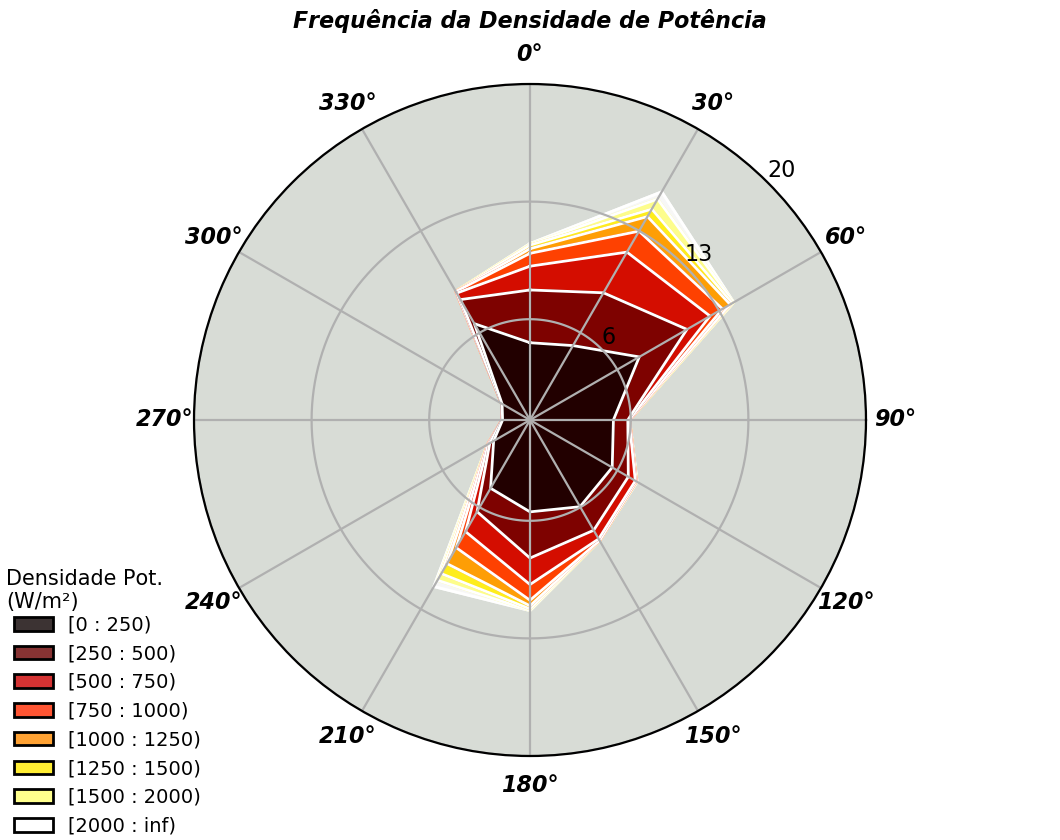 Frequência da Densidade de Potência
0°
330°
30°
20
300°
60°
13
6
270°
90°
240°
120°
210°
150°
180°
Densidade Pot.
(W/m²)
[0 : 250)
[250 : 500)
[500 : 750)
[750 : 1000)
[1000 : 1250)
[1250 : 1500)
[1500 : 2000)
[2000 : inf)